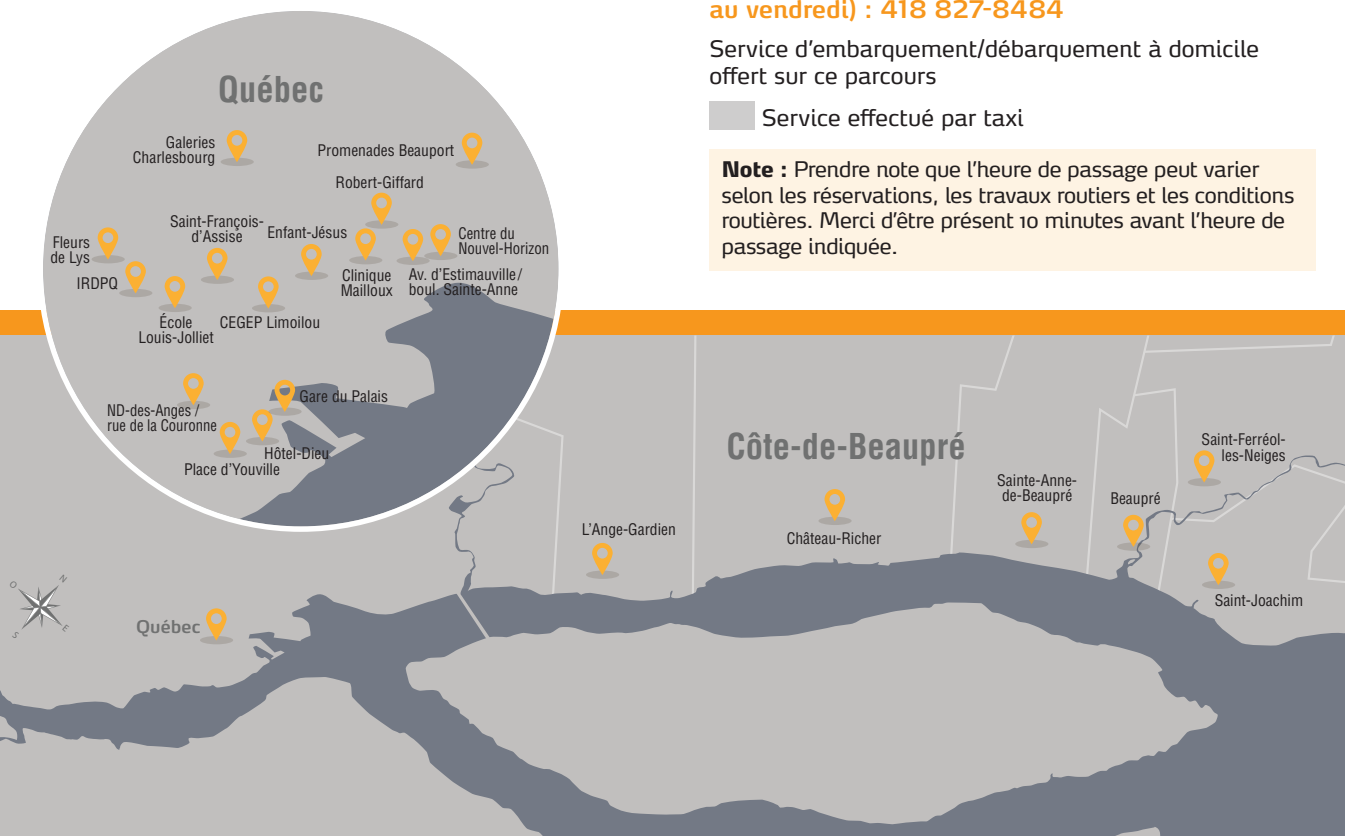 au vendredi) : 418 827-8484
Service d'embarquement/débarquement à domicile
offert sur ce parcours
Service effectué par taxi
Note : Prendre note que l'heure de passage peut varier
selon les réservations, les travaux routiers et les conditions
routières. Merci d'être présent 10 minutes avant l'heure de
passage indiquée.
Québec
Galeries
Charlesbourg
Promenades Beauport
Robert-Giffard
Saint-François-
d'Assise
Enfant-Jésus
Centre du
Nouvel-Horizon
Fleurs
de Lys
IRDPQ
Clinique
Mailloux
Av. d'Estimauville/
boul. Sainte-Anne
École
Louis-Jolliet
CEGEP Limoilou
Gare du Palais
ND-des-Anges /
rue de la Couronne
Hôtel-Dieu
Place d'Youville
Côte-de-Beaupré
Saint-Ferréol-
les-Neiges
Sainte-Anne-
de-Beaupré
Beaupré
L'Ange-Gardien
Château-Richer
Saint-Joachim
Québec
O
N
S
E